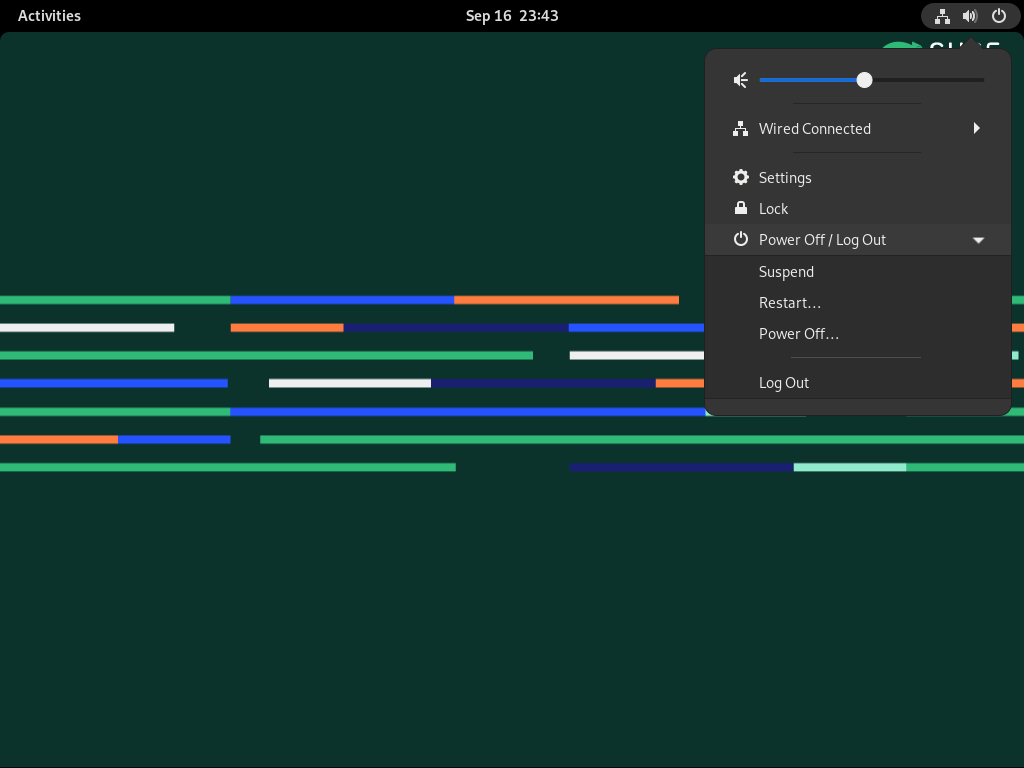 Activities
Sep 16 23:43
Wired Connected
Settings
Lock
Power Off / Log Out
Suspend
Restart…
Power Off…
Log Out